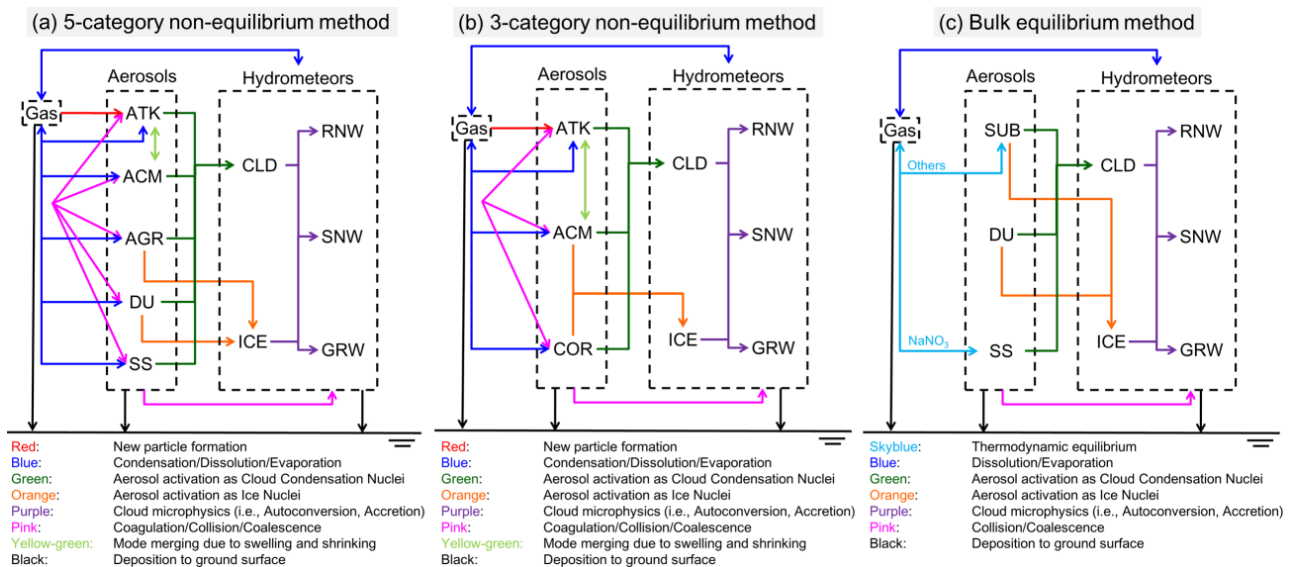 (a) 5-category non-equilibrium method
Aerosols
Hydrometeors
Gas
ATK
ACM
AGR
DU
SS
CLD
ICE
RNW
SNW
GRW
Red: New particle formation
Blue: Condensation/Dissolution/Evaporation
Green: Aerosol activation as Cloud Condensation Nuclei
Orange: Aerosol activation as Ice Nuclei
Purple: Cloud microphysics (i.e., Autoconversion, Accretion)
Pink: Coagulation/Collision/Coalescence
Yellow-green: Mode merging due to swelling and shrinking
Black: Deposition to ground surface
(b) 3-category non-equilibrium method
Aerosols
Hydrometeors
Gas
ATK
ACM
COR
CLD
ICE
RNW
SNW
GRW
Red: New particle formation
Blue: Condensation/Dissolution/Evaporation
Green: Aerosol activation as Cloud Condensation Nuclei
Orange: Aerosol activation as Ice Nuclei
Purple: Cloud microphysics (i.e., Autoconversion, Accretion)
Pink: Coagulation/Collision/Coalescence
Yellow-green: Mode merging due to swelling and shrinking
Black: Deposition to ground surface
(c) Bulk equilibrium method
Aerosols
Hydrometeors
Gas
Others
NaNO₃
SUB
DU
SS
CLD
ICE
RNW
SNW
GRW
Skyblue: Thermodynamic equilibrium
Blue: Dissolution/Evaporation
Green: Aerosol activation as Cloud Condensation Nuclei
Orange: Aerosol activation as Ice Nuclei
Purple: Cloud microphysics (i.e., Autoconversion, Accretion)
Pink: Collision/Coalescence
Black: Deposition to ground surface